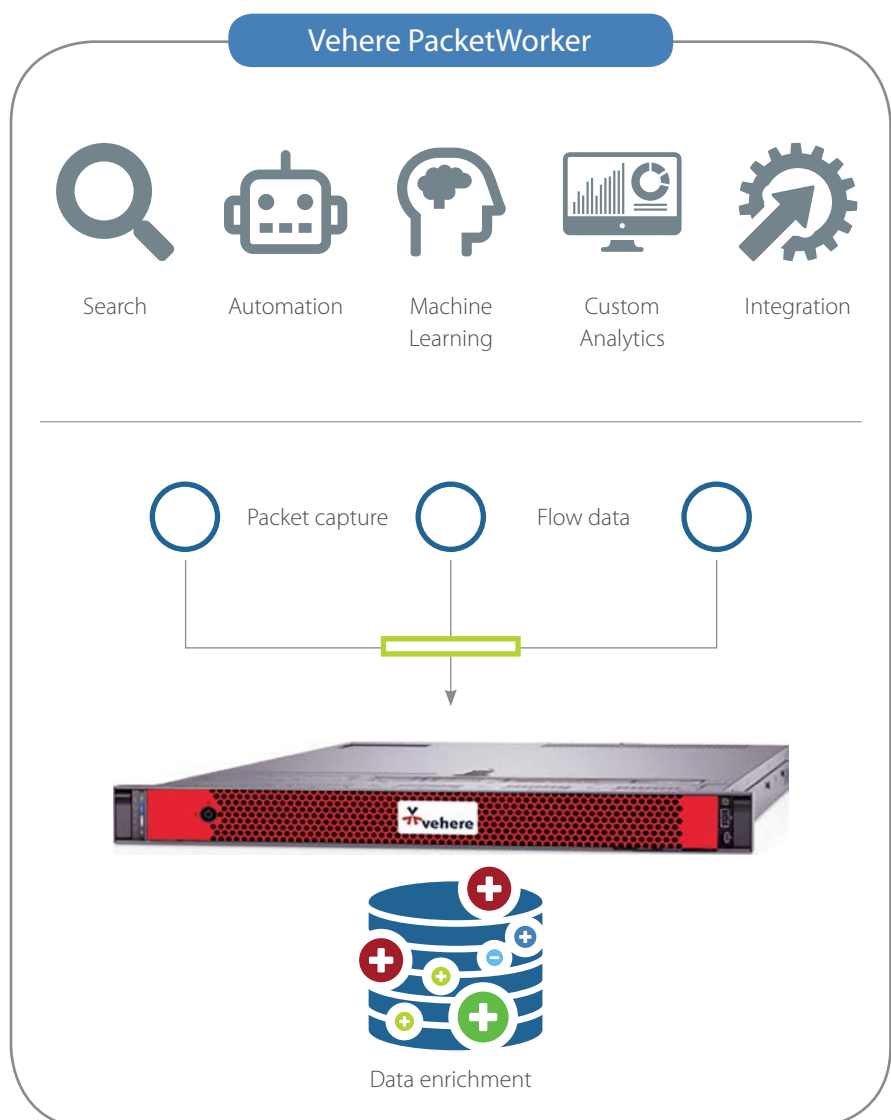 Vehere PacketWorker
Search
Automation
Machine
Learning
Custom
Analytics
Integration
Packet capture
Flow data
vehere
Data enrichment